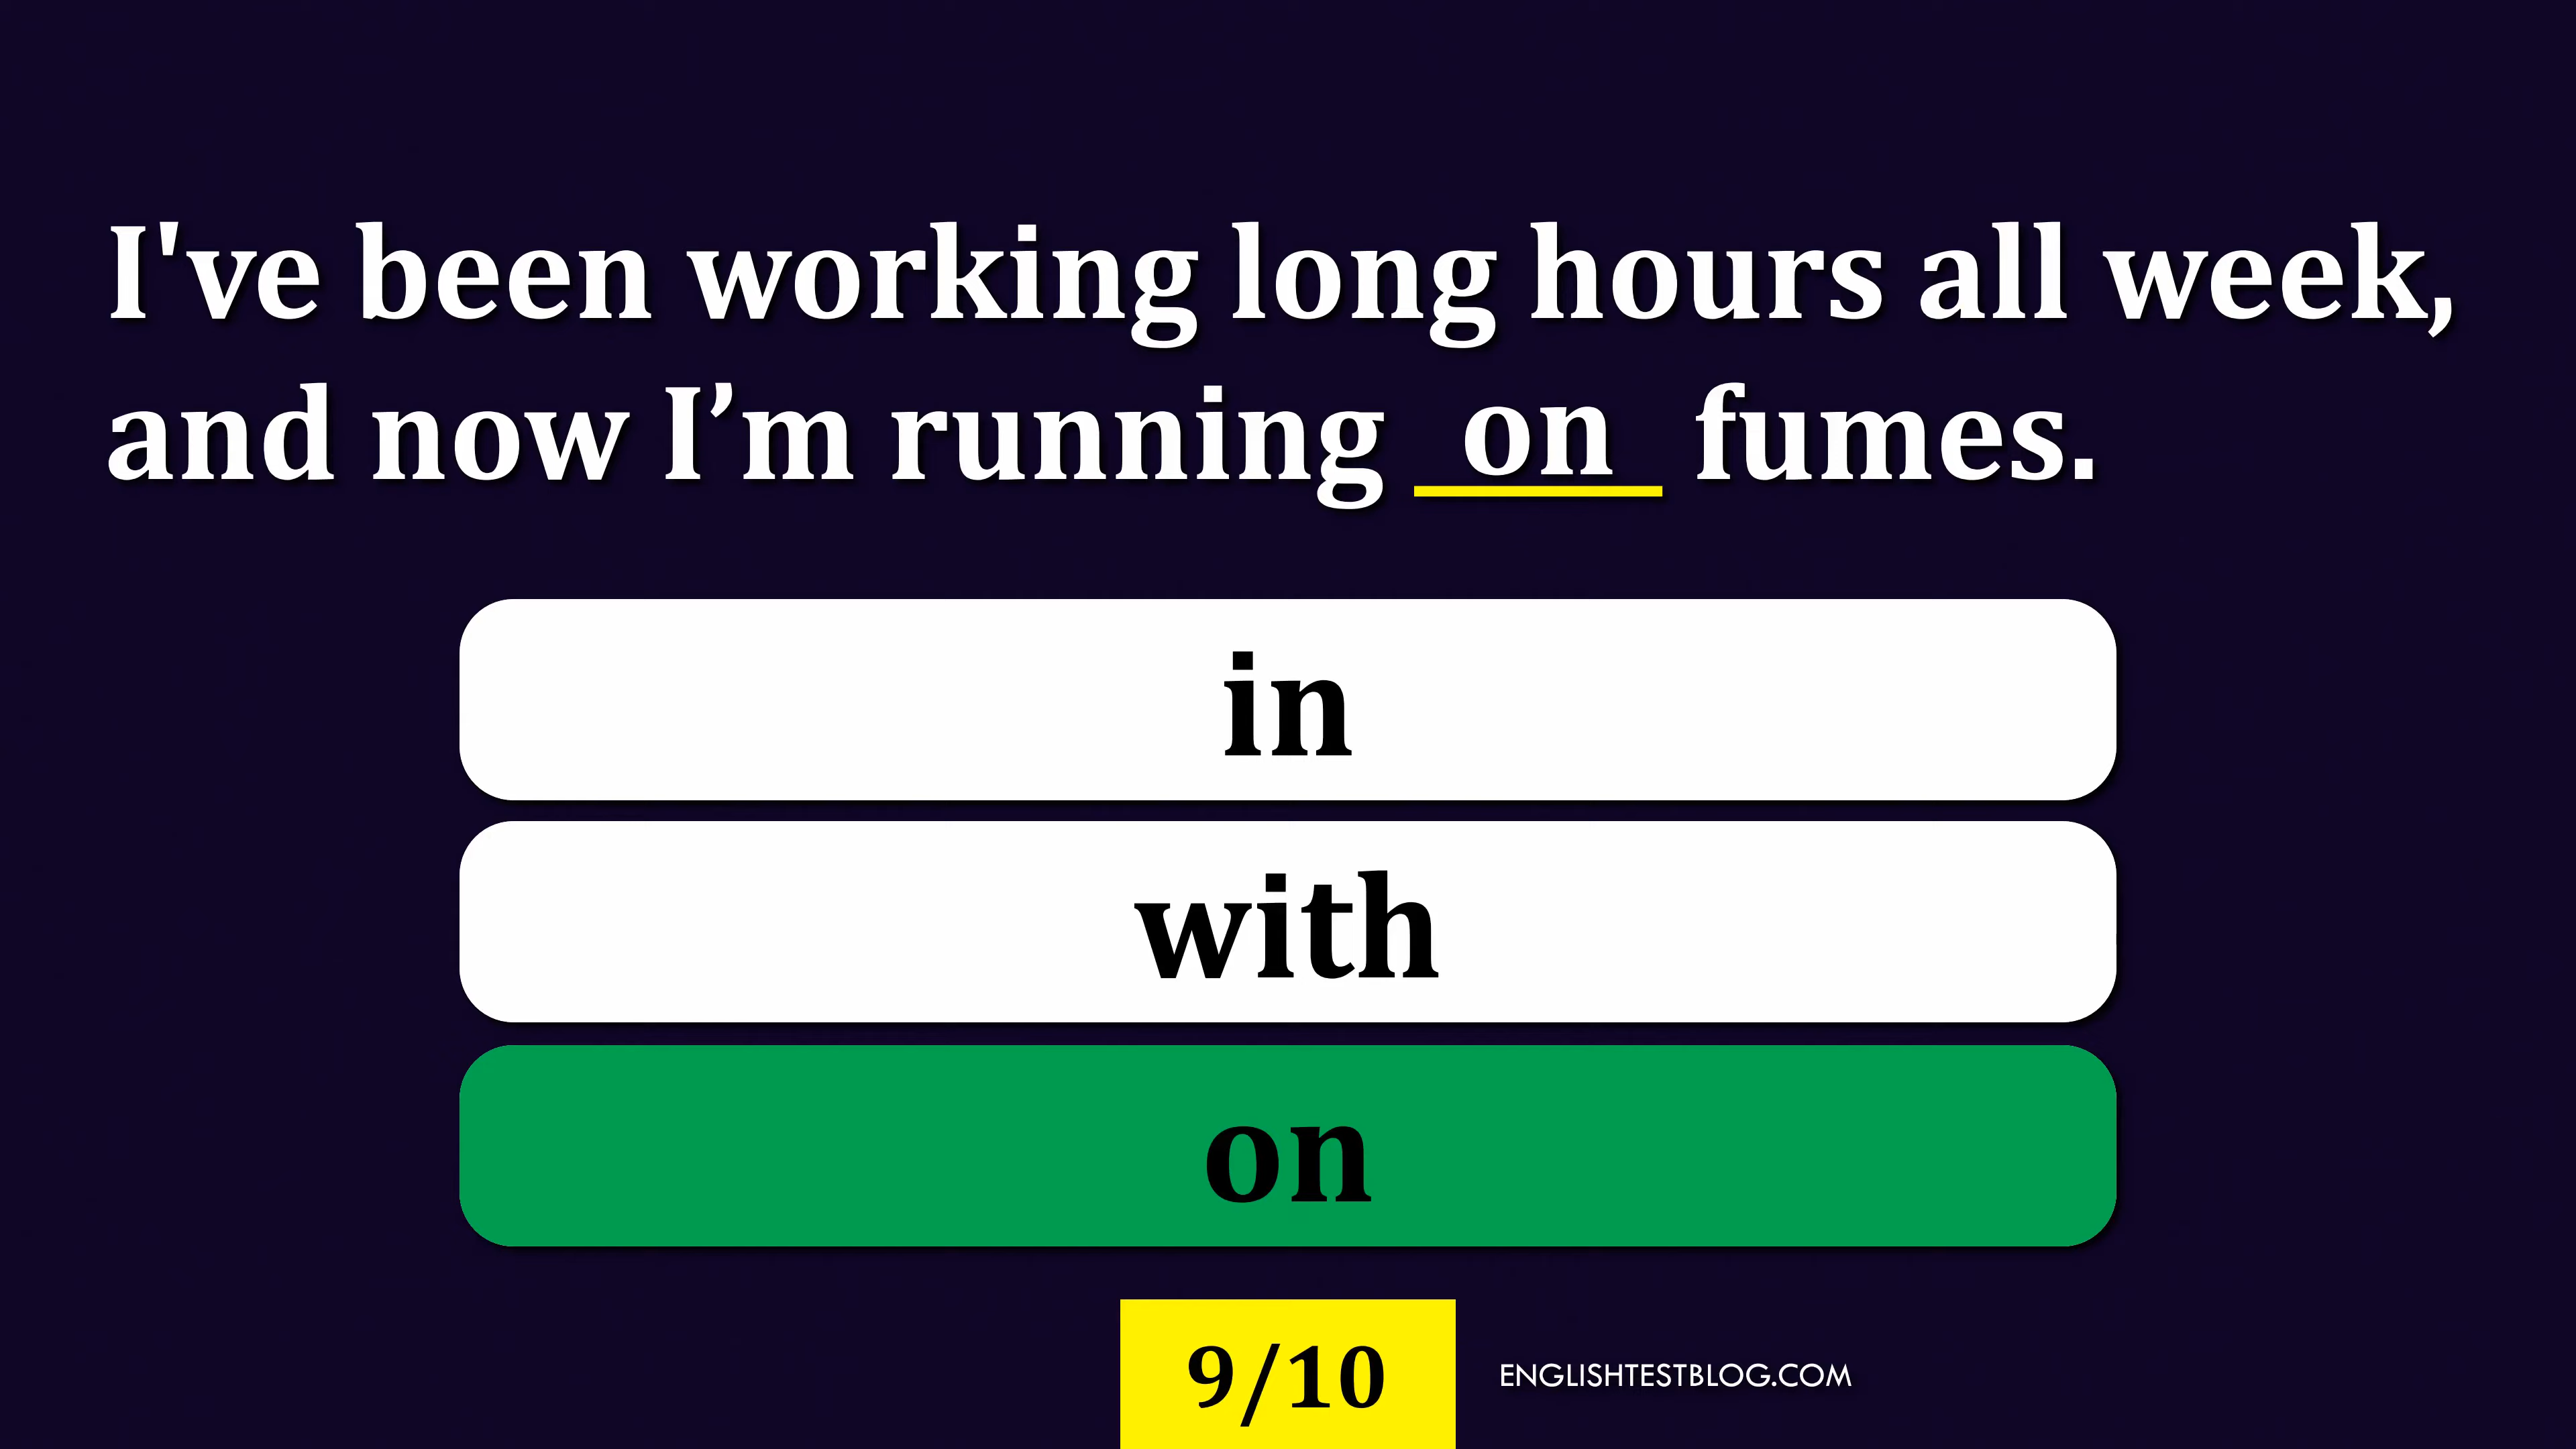 I've been working long hours all week,
and now I’m running on fumes.
in
with
on
9/10
ENGLISHTESTBLOG.COM